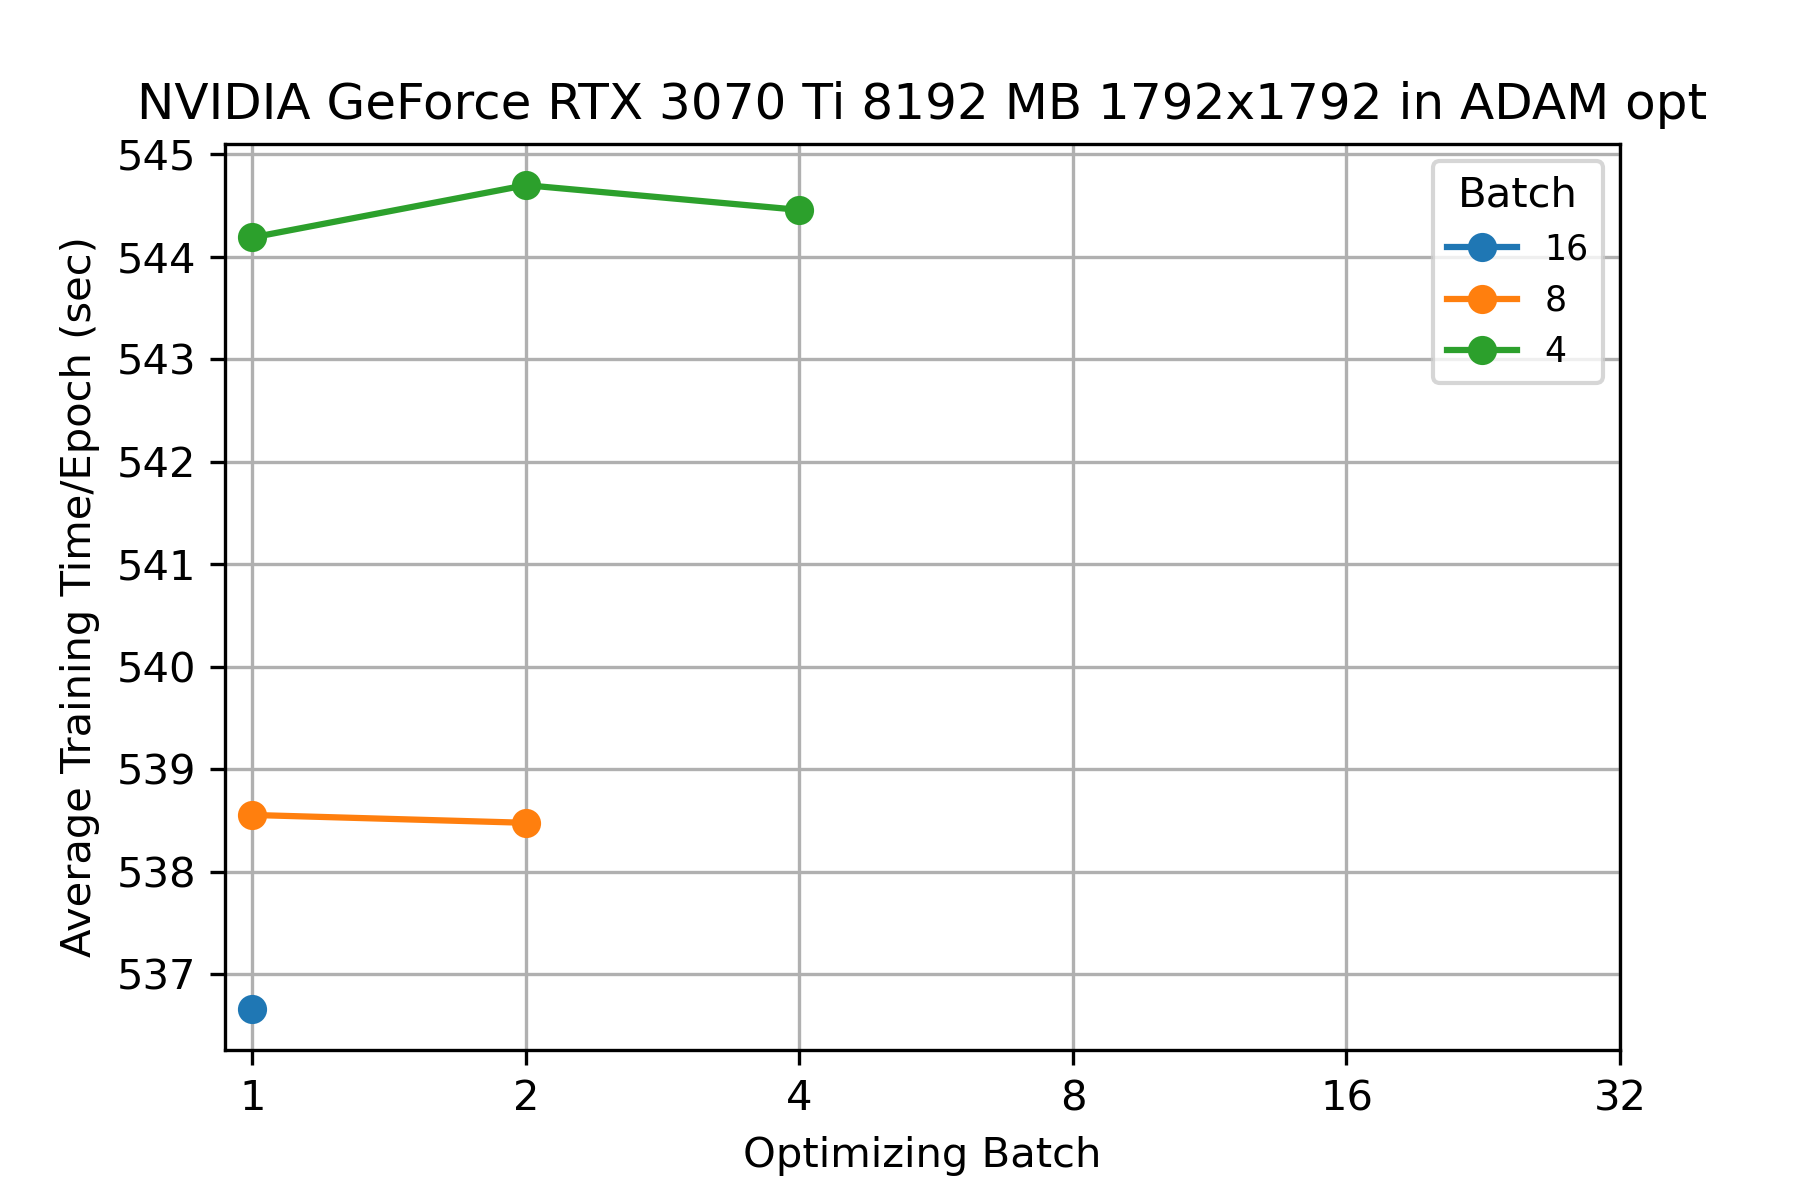 NVIDIA GeForce RTX 3070 Ti 8192 MB 1792x1792 in ADAM opt
Average Training Time/Epoch (sec)
545
544
543
542
541
540
539
538
537
Batch
16
8
4
1 2 4 8 16 32
Optimizing Batch